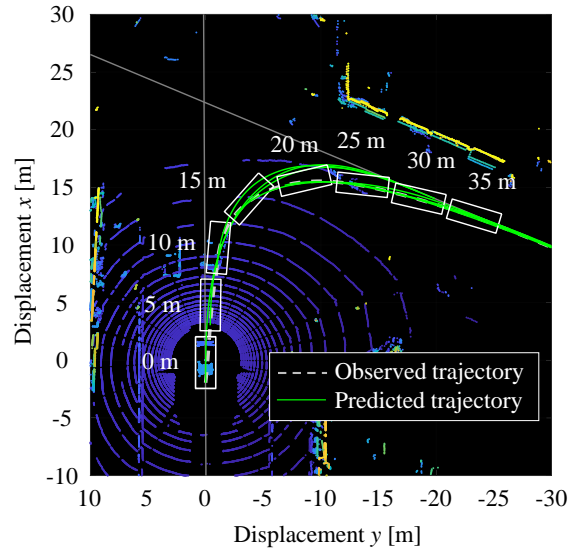 30
25
20
15
10
5
0
-5
-10
10
5
0
-5
-10
-15
-20
-25
-30
Displacement x [m]
Displacement y [m]
0 m
5 m
10 m
15 m
20 m
25 m
30 m
35 m
Observed trajectory
Predicted trajectory